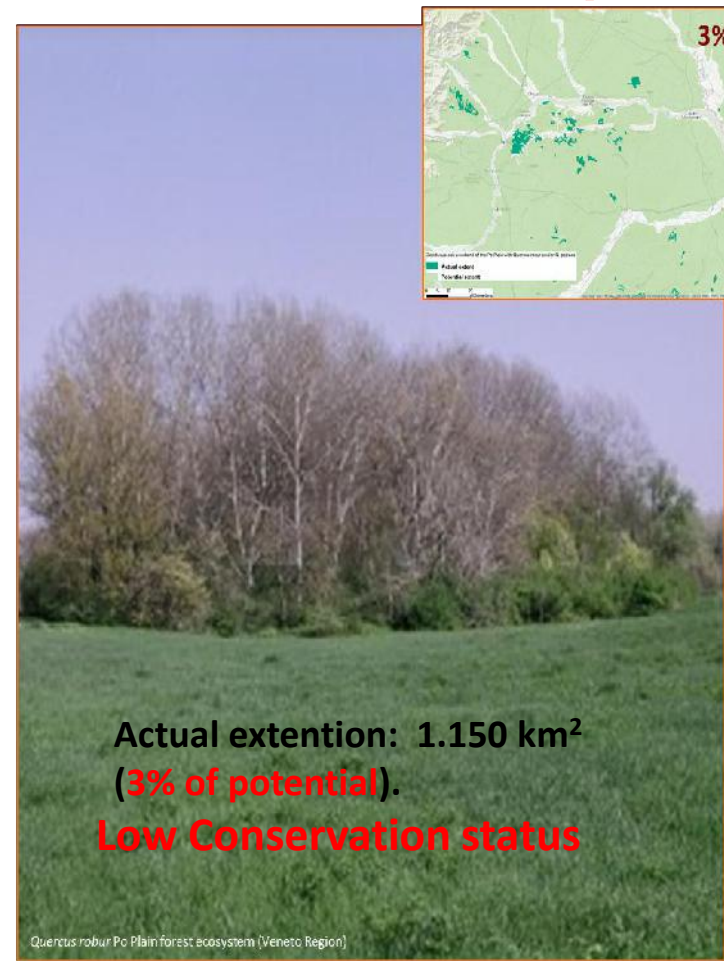 3%
Actual extent
Potential extent
Actual extention: 1.150 km²
(3% of potential).
Low Conservation status
Quercus robur Po Plain forest ecosystem (Veneto Region)